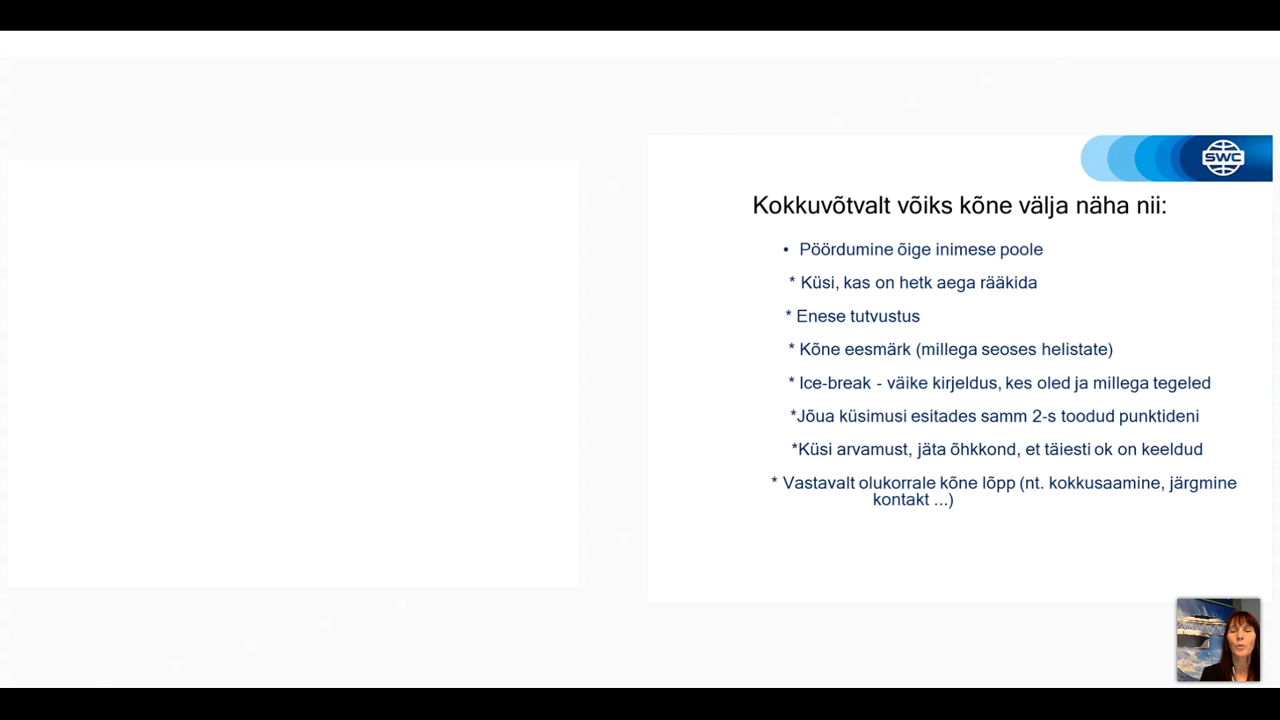 SWC
Kokkuvõtvalt võiks kõne välja näha nii:
• Pöördumine õige inimese poole
* Küsi, kas on hetk aega rääkida
* Enese tutvustus
* Kõne eesmärk (millega seoses helistate)
* Ice-break - väike kirjeldus, kes oled ja millega tegeled
*Jõua küsimusi esitades samm 2-s toodud punktideni
*Küsi arvamust, jäta õhkkond, et täiesti ok on keeldud
* Vastavalt olukorrale kõne lõpp (nt. kokkusaamine, järgmine
kontakt ...)